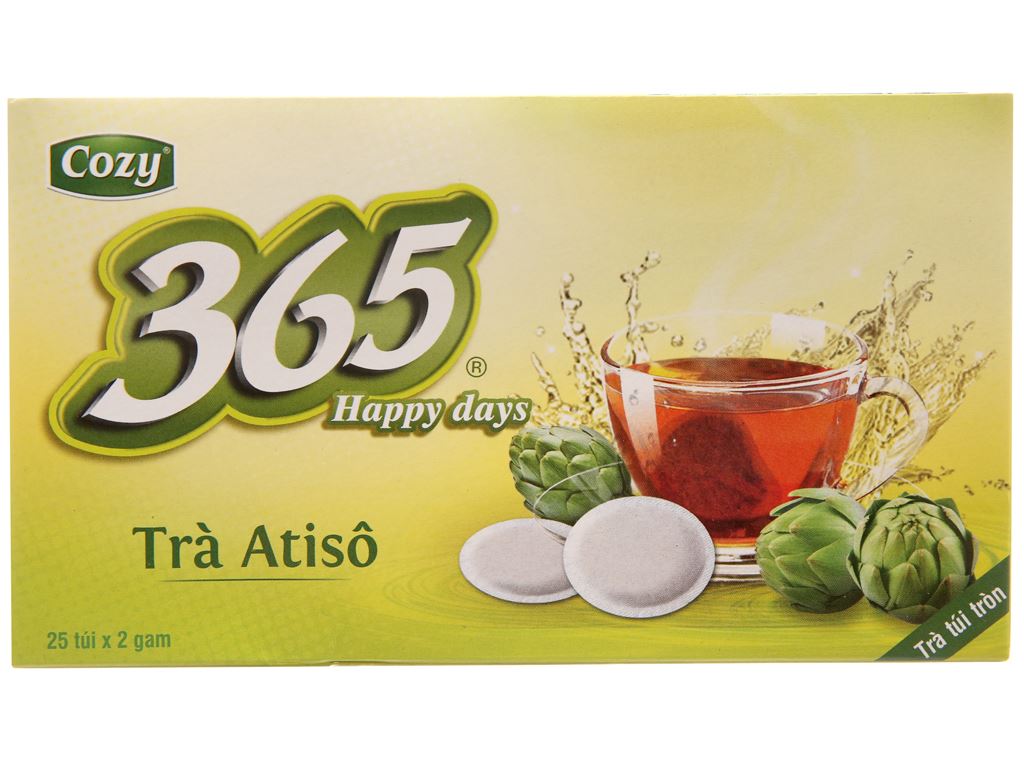 Cozy®
365®
Happy days
Trà Atisô
25 túi x 2 gam
Trà túi tròn